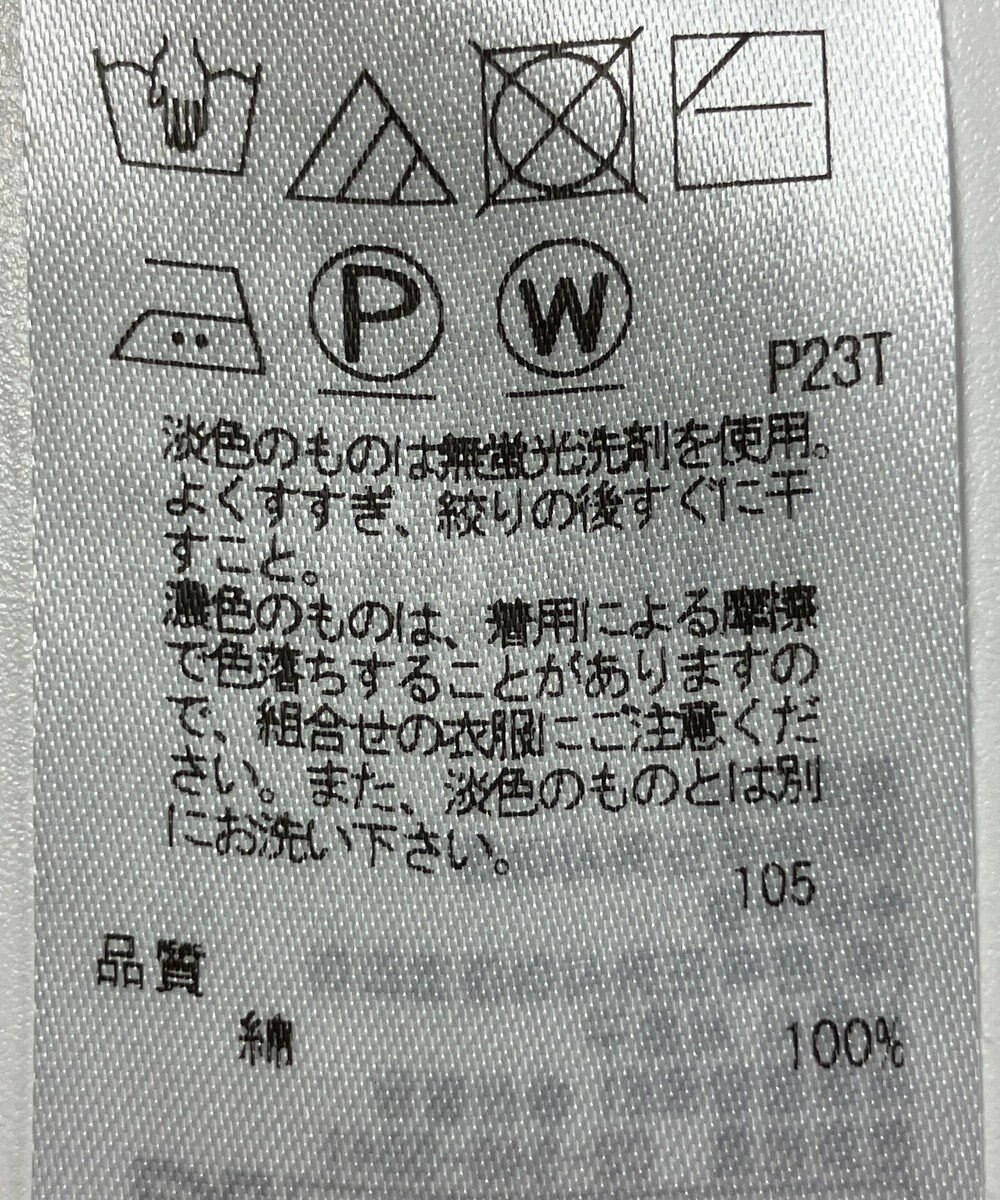 P
W
P23T
淡色のものは無蛍光洗剤を使用。
よくすすぎ、絞りの後すぐに干
すこと。
濃色のものは、着用による摩擦
で色落ちすることがありますの
で、組合せの衣服にご注意くだ
さい。また、淡色のものとは別
にお洗い下さい。
105
品質
綿 100%